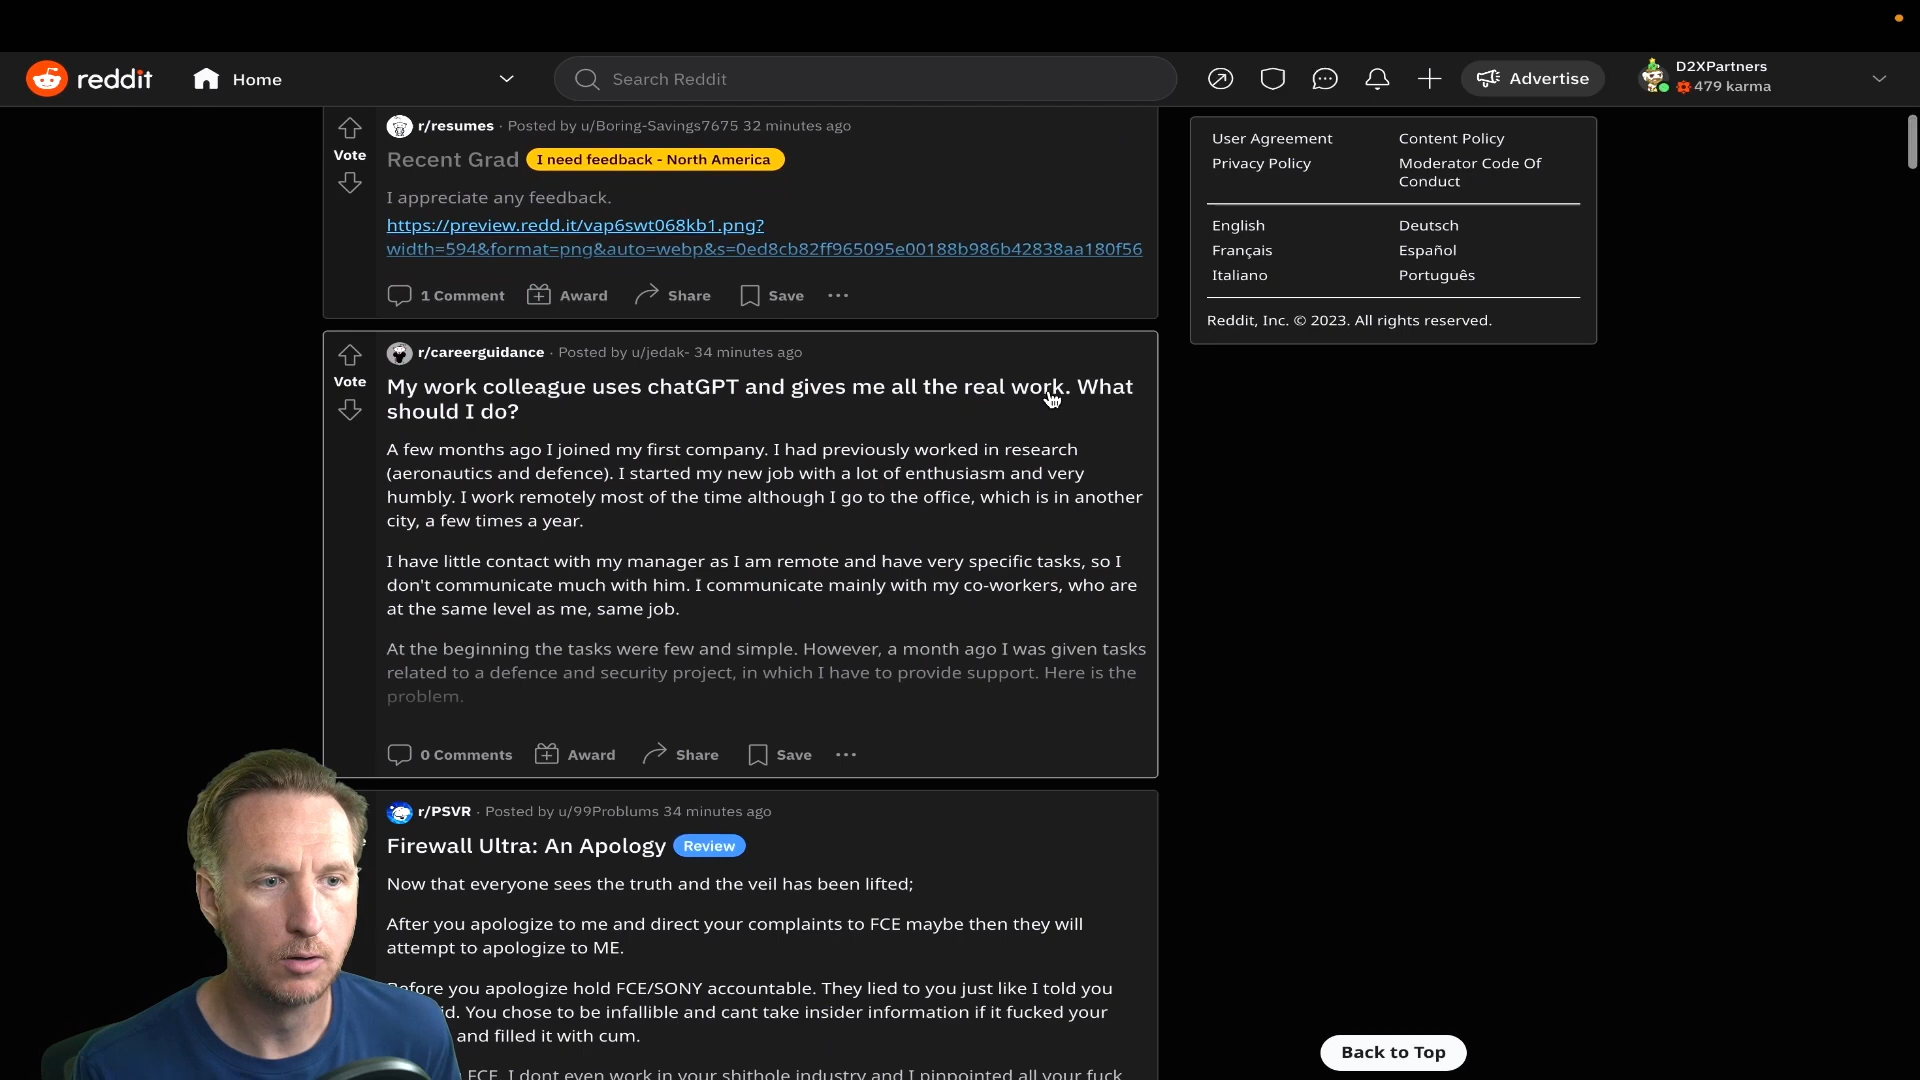 reddit
Home
Search Reddit
Advertise
D2XPartners
479 karma
r/resumes · Posted by u/Boring-Savings7675 32 minutes ago
Vote
Recent Grad I need feedback - North America
I appreciate any feedback.
https://preview.redd.it/vap6swt068kb1.png?
width=594&format=png&auto=webp&s=0ed8cb82ff965095e00188b986b42838aa180f56
1 Comment Award Share Save
User Agreement Content Policy
Privacy Policy Moderator Code Of
Conduct
English Deutsch
Français Español
Italiano Português
Reddit, Inc. © 2023. All rights reserved.
r/careerguidance · Posted by u/jedak- 34 minutes ago
Vote
My work colleague uses chatGPT and gives me all the real work. What
should I do?
A few months ago I joined my first company. I had previously worked in research
(aeronautics and defence). I started my new job with a lot of enthusiasm and very
humbly. I work remotely most of the time although I go to the office, which is in another
city, a few times a year.
I have little contact with my manager as I am remote and have very specific tasks, so I
don't communicate much with him. I communicate mainly with my co-workers, who are
at the same level as me, same job.
At the beginning the tasks were few and simple. However, a month ago I was given tasks
related to a defence and security project, in which I have to provide support. Here is the
problem.
0 Comments Award Share Save
r/PSVR · Posted by u/99Problums 34 minutes ago
Firewall Ultra: An Apology Review
Now that everyone sees the truth and the veil has been lifted;
After you apologize to me and direct your complaints to FCE maybe then they will
attempt to apologize to ME.
Before you apologize hold FCE/SONY accountable. They lied to you just like I told you
You chose to be infallible and cant take insider information if it fucked your
and filled it with cum.
FCE, I dont even work in your shithole industry and I pinpointed all your fuck
Back to Top